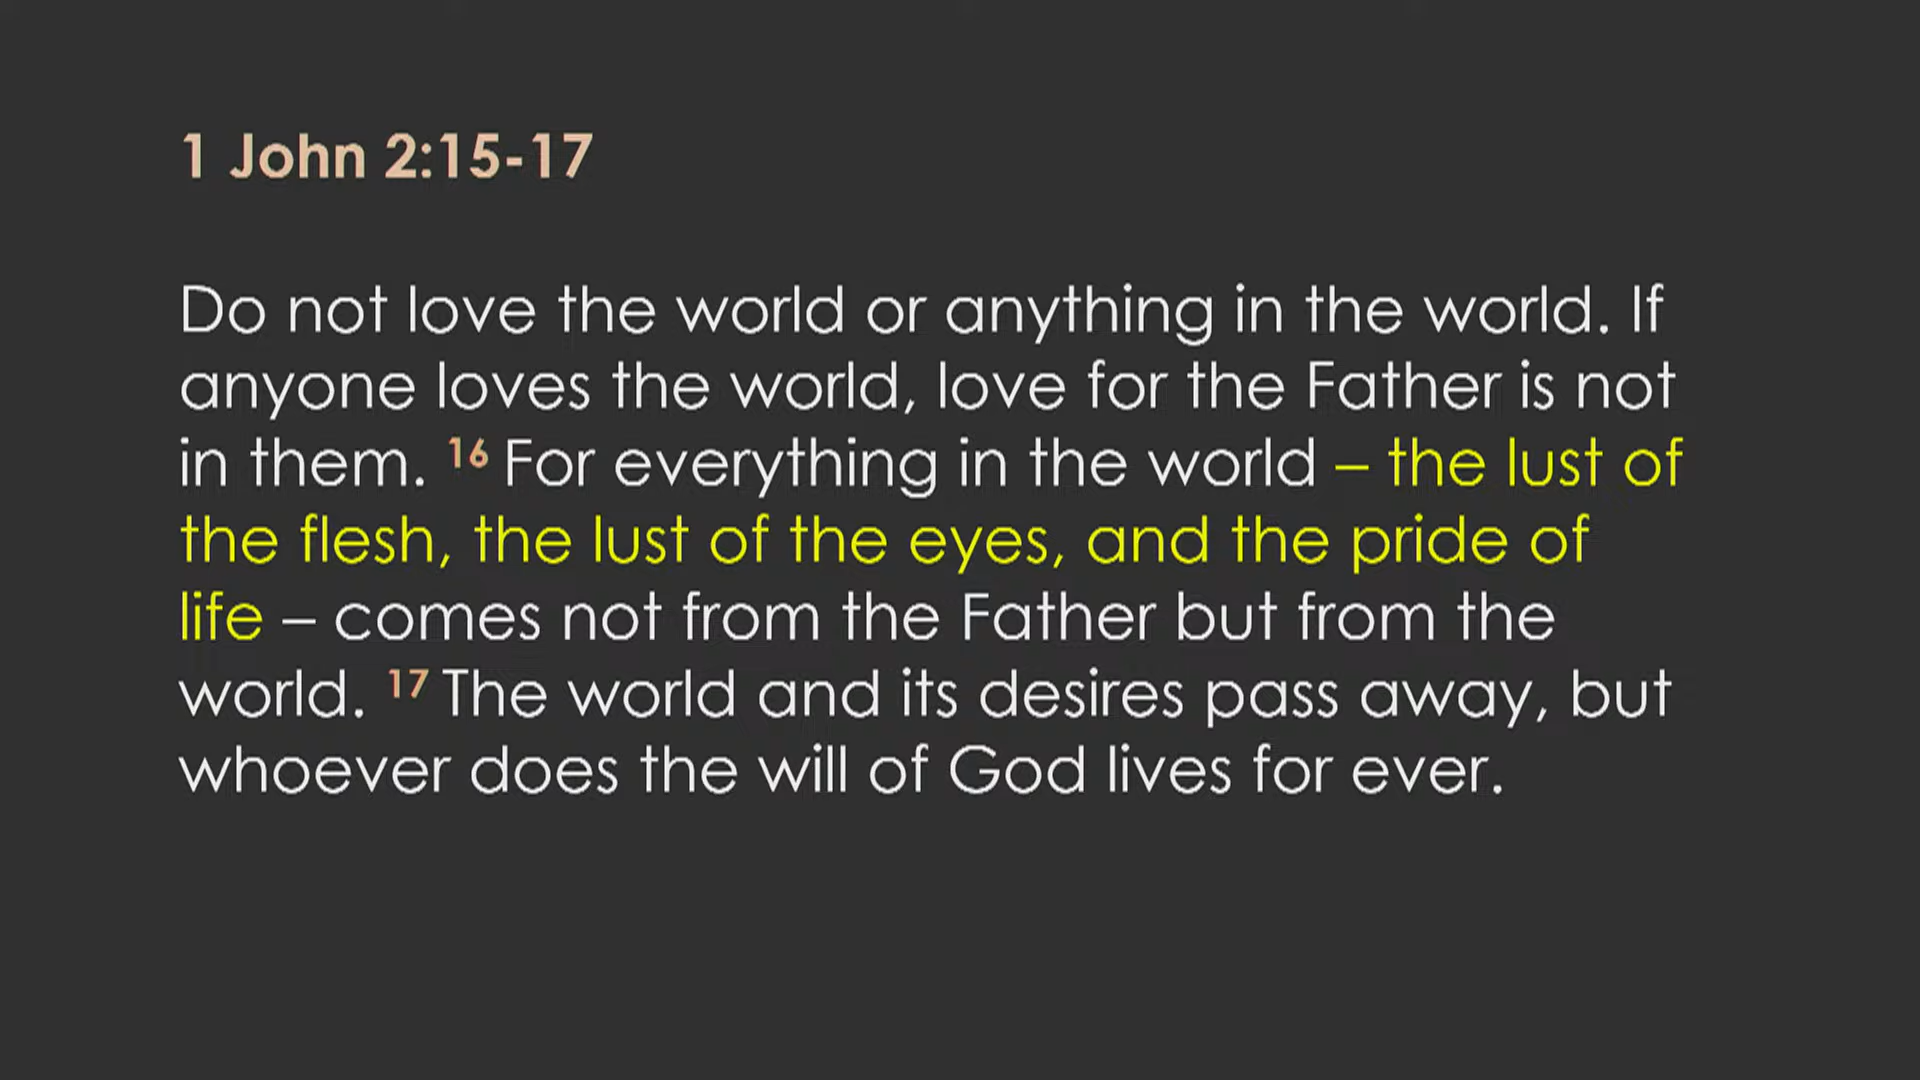 1 John 2:15-17
Do not love the world or anything in the world. If
anyone loves the world, love for the Father is not
in them. 16 For everything in the world – the lust of
the flesh, the lust of the eyes, and the pride of
life – comes not from the Father but from the
world. 17 The world and its desires pass away, but
whoever does the will of God lives for ever.